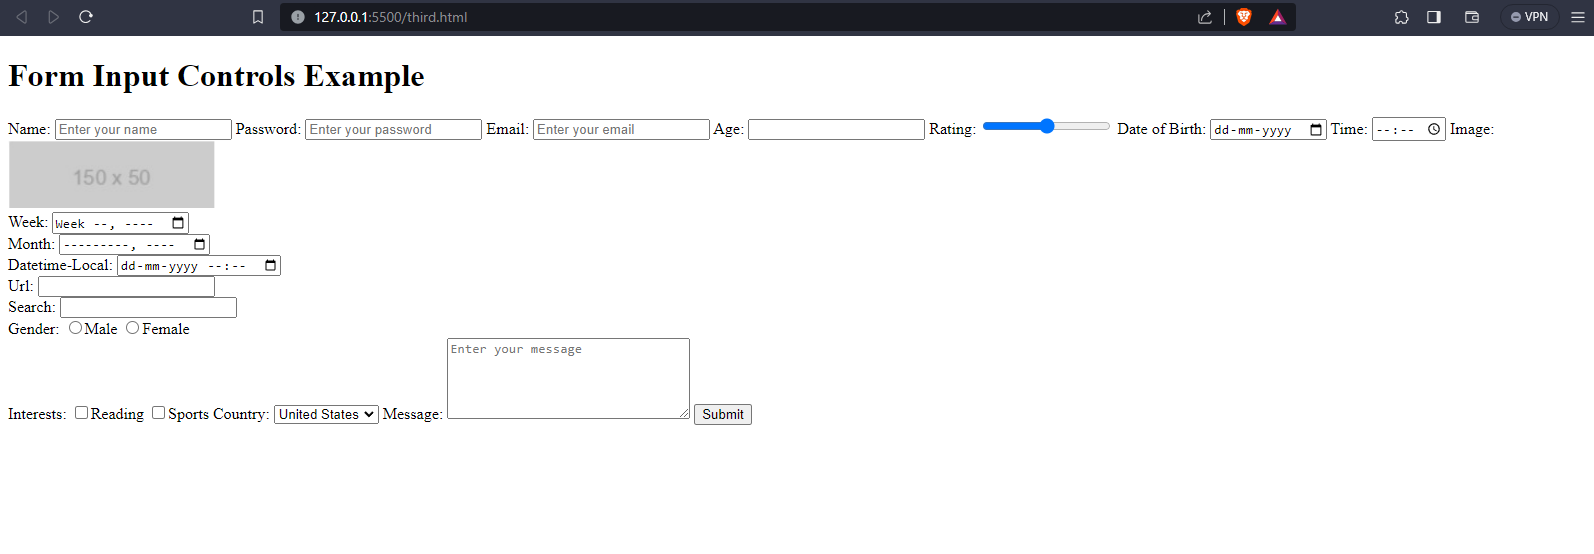 127.0.0.1:5500/third.html
VPN
Form Input Controls Example
Name: Enter your name Password: Enter your password Email: Enter your email Age: Rating: Date of Birth: dd-mm-yyyy Time: --:-- Image:
150 x 50
Week: Week --, ----
Month: ---------, ----
Datetime-Local: dd-mm-yyyy --:--
Url:
Search:
Gender: Male Female
Enter your message
Interests: Reading Sports Country: United States Message: Submit